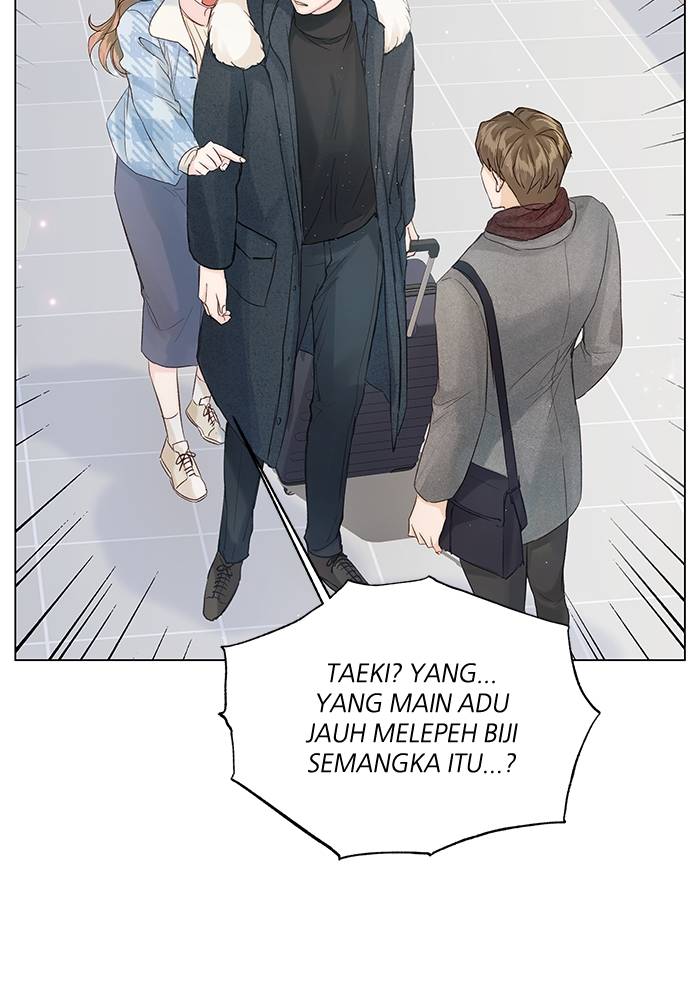 TAEKI? YANG...
YANG MAIN ADU
JAUH MELEPEH BIJI
SEMANGKA ITU...?